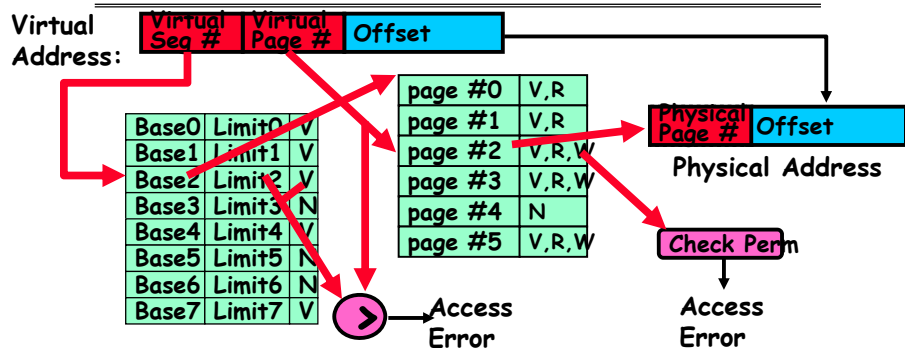 Virtual
Address:
Virtual
Seg #
Virtual
Page #
Offset
page #0 V,R
page #1 V,R
page #2 V,R,W
page #3 V,R,W
page #4 N
page #5 V,R,W
Physical
Page #
Offset
Physical Address
Base0 Limit0 V
Base1 Limit1 V
Base2 Limit2 V
Base3 Limit3 N
Base4 Limit4 V
Base5 Limit5 N
Base6 Limit6 N
Base7 Limit7 V
>
Access
Error
Check Perm
Access
Error